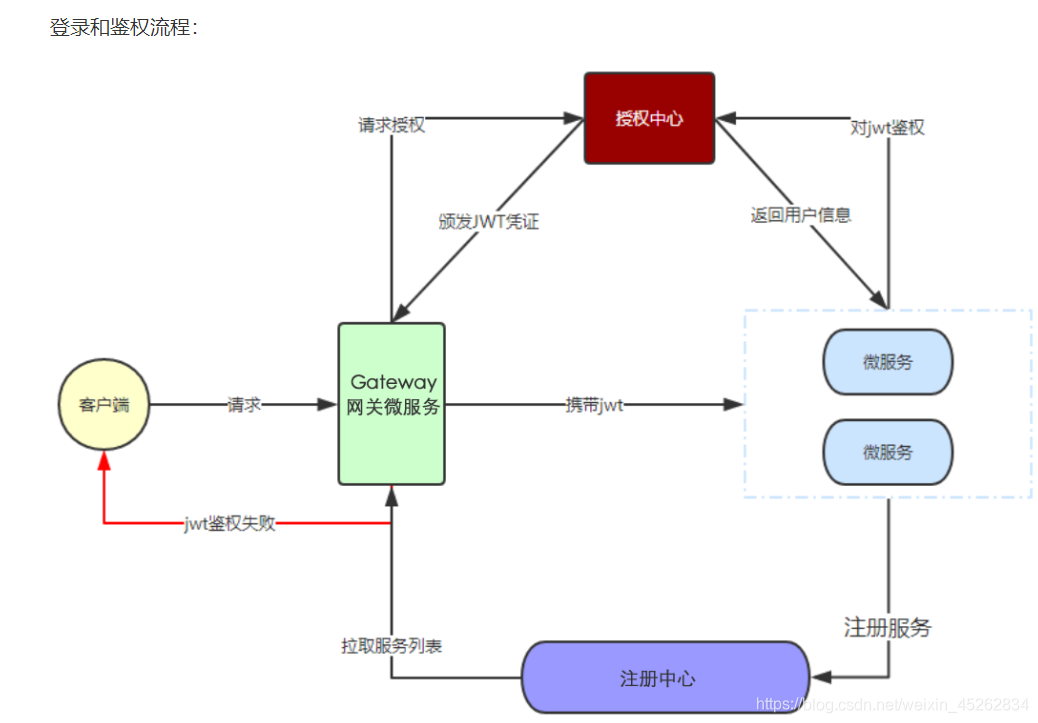 登录和鉴权流程：
授权中心
请求授权
对jwt鉴权
颁发JWT凭证
返回用户信息
微服务
Gateway
网关微服务
客户端
请求
携带jwt
微服务
jwt鉴权失败
注册服务
拉取服务列表
注册中心
https://blog.csdn.net/weixin_45262834